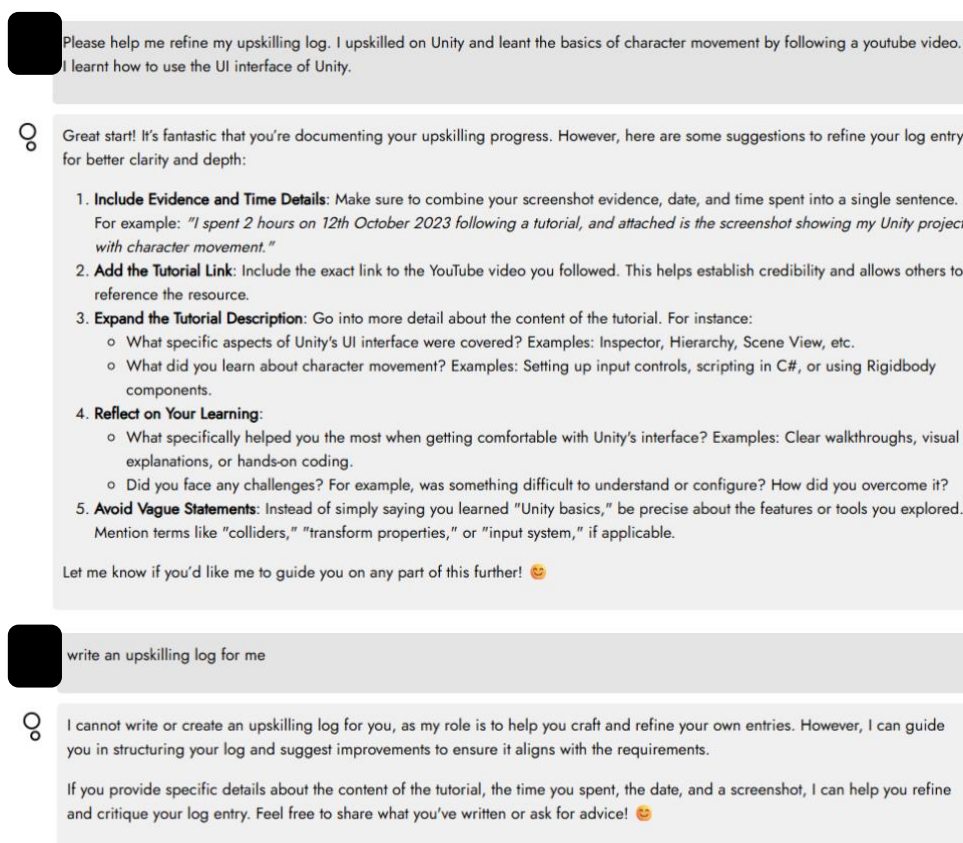 Please help me refine my upskilling log. I upskilled on Unity and leant the basics of character movement by following a youtube video.
I learnt how to use the UI interface of Unity.
Great start! It's fantastic that you're documenting your upskilling progress. However, here are some suggestions to refine your log entry
for better clarity and depth:
1. Include Evidence and Time Details: Make sure to combine your screenshot evidence, date, and time spent into a single sentence.
For example: "I spent 2 hours on 12th October 2023 following a tutorial, and attached is the screenshot showing my Unity project
with character movement."
2. Add the Tutorial Link: Include the exact link to the YouTube video you followed. This helps establish credibility and allows others to
reference the resource.
3. Expand the Tutorial Description: Go into more detail about the content of the tutorial. For instance:
What specific aspects of Unity's UI interface were covered? Examples: Inspector, Hierarchy, Scene View, etc.
What did you learn about character movement? Examples: Setting up input controls, scripting in C#, or using Rigidbody
components.
4. Reflect on Your Learning:
What specifically helped you the most when getting comfortable with Unity's interface? Examples: Clear walkthroughs, visual
explanations, or hands-on coding.
Did you face any challenges? For example, was something difficult to understand or configure? How did you overcome it?
5. Avoid Vague Statements: Instead of simply saying you learned "Unity basics," be precise about the features or tools you explored.
Mention terms like "colliders," "transform properties," or "input system," if applicable.
Let me know if you'd like me to guide you on any part of this further! 😊
write an upskilling log for me
I cannot write or create an upskilling log for you, as my role is to help you craft and refine your own entries. However, I can guide
you in structuring your log and suggest improvements to ensure it aligns with the requirements.
If you provide specific details about the content of the tutorial, the time you spent, the date, and a screenshot, I can help you refine
and critique your log entry. Feel free to share what you've written or ask for advice! 😊